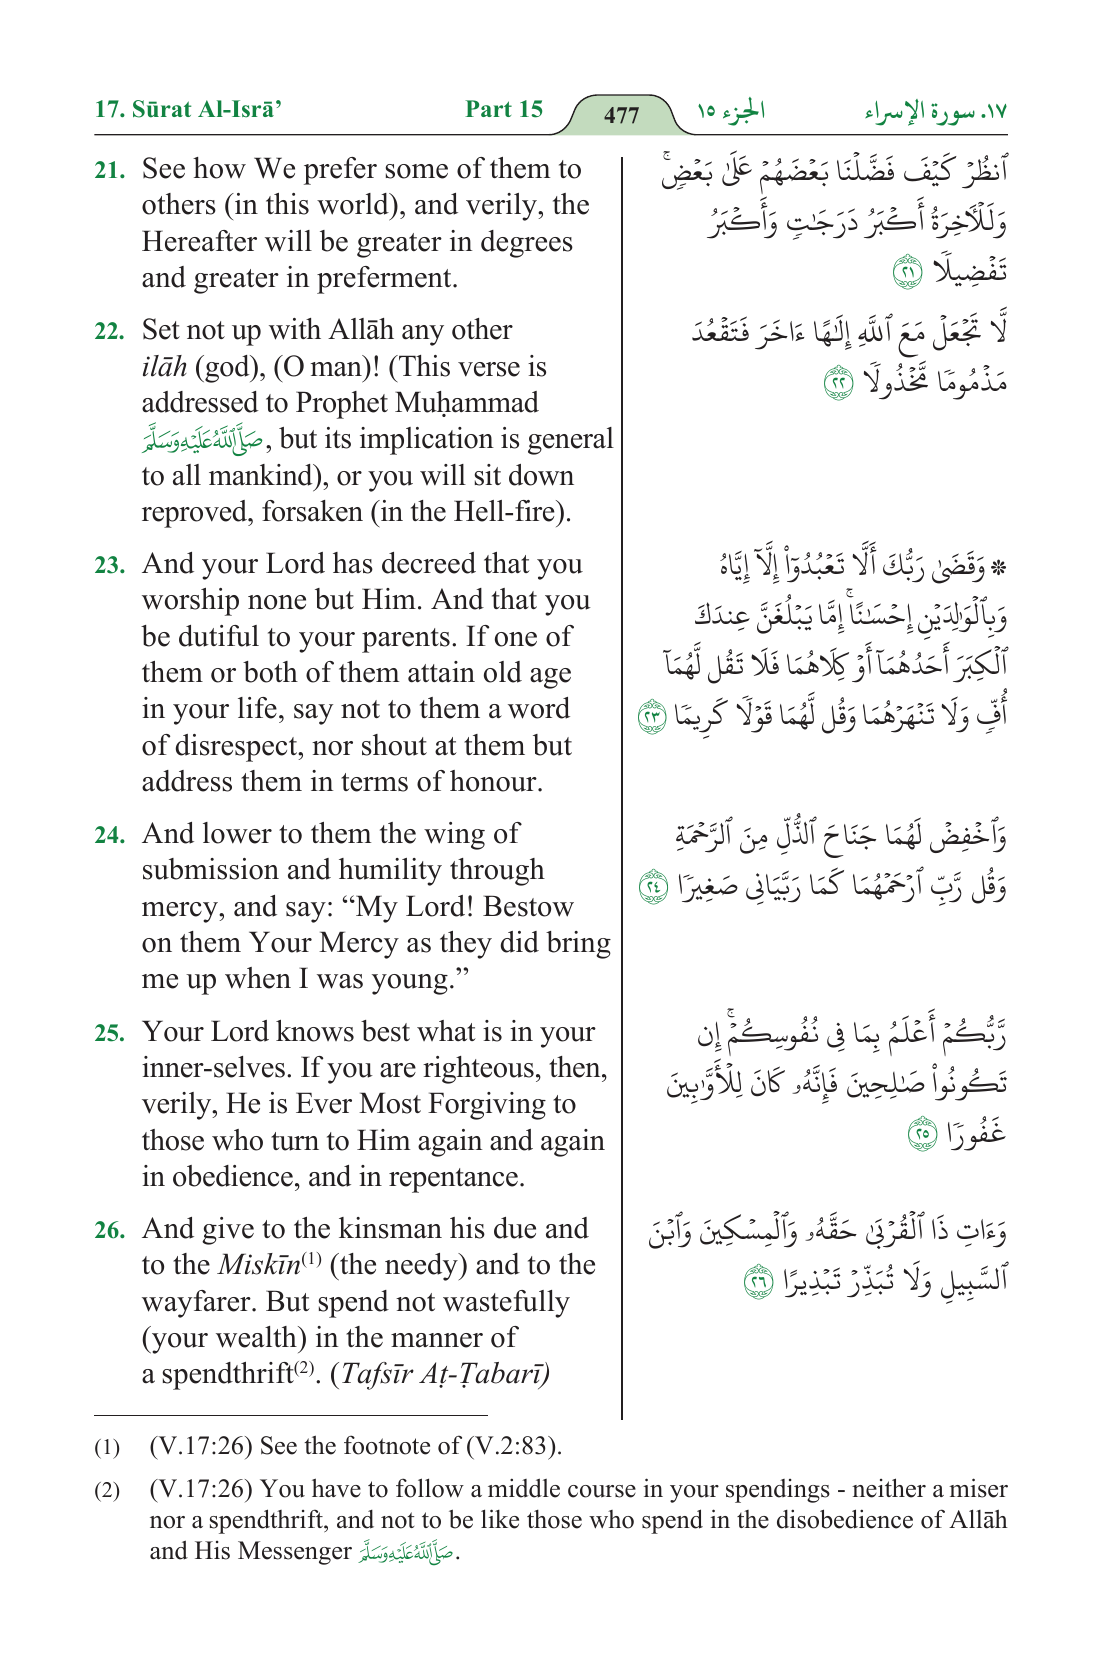 17. Sūrat Al-Isrā’ Part 15 477 الجزء ١٥ ١٧. سورة الإسراء
21. See how We prefer some of them to
others (in this world), and verily, the
Hereafter will be greater in degrees
and greater in preferment.
22. Set not up with Allāh any other
ilāh (god), (O man)! (This verse is
addressed to Prophet Muḥammad
صَلَّى ٱللَّهُ عَلَيْهِ وَسَلَّمَ, but its implication is general
to all mankind), or you will sit down
reproved, forsaken (in the Hell-fire).
23. And your Lord has decreed that you
worship none but Him. And that you
be dutiful to your parents. If one of
them or both of them attain old age
in your life, say not to them a word
of disrespect, nor shout at them but
address them in terms of honour.
24. And lower to them the wing of
submission and humility through
mercy, and say: “My Lord! Bestow
on them Your Mercy as they did bring
me up when I was young.”
25. Your Lord knows best what is in your
inner-selves. If you are righteous, then,
verily, He is Ever Most Forgiving to
those who turn to Him again and again
in obedience, and in repentance.
26. And give to the kinsman his due and
to the Miskīn(1) (the needy) and to the
wayfarer. But spend not wastefully
(your wealth) in the manner of
a spendthrift(2). (Tafsīr Aṭ-Ṭabarī)
ٱنظُرۡ كَيۡفَ فَضَّلۡنَا بَعۡضَهُمۡ عَلَىٰ بَعۡضٖۚ
وَلَلۡأٓخِرَةُ أَكۡبَرُ دَرَجَٰتٖ وَأَكۡبَرُ
تَفۡضِيلٗا ٢١
لَّا تَجۡعَلۡ مَعَ ٱللَّهِ إِلَٰهًا ءَاخَرَ فَتَقۡعُدَ
مَذۡمُومٗا مَّخۡذُولٗا ٢٢
۞ وَقَضَىٰ رَبُّكَ أَلَّا تَعۡبُدُوٓاْ إِلَّآ إِيَّاهُ
وَبِٱلۡوَٰلِدَيۡنِ إِحۡسَٰنًاۚ إِمَّا يَبۡلُغَنَّ عِندَكَ
ٱلۡكِبَرَ أَحَدُهُمَآ أَوۡ كِلَاهُمَا فَلَا تَقُل لَّهُمَآ
أُفّٖ وَلَا تَنۡهَرۡهُمَا وَقُل لَّهُمَا قَوۡلٗا كَرِيمٗا ٢٣
وَٱخۡفِضۡ لَهُمَا جَنَاحَ ٱلذُّلِّ مِنَ ٱلرَّحۡمَةِ
وَقُل رَّبِّ ٱرۡحَمۡهُمَا كَمَا رَبَّيَانِي صَغِيرٗا ٢٤
رَّبُّكُمۡ أَعۡلَمُ بِمَا فِي نُفُوسِكُمۡۚ إِن
تَكُونُواْ صَٰلِحِينَ فَإِنَّهُۥ كَانَ لِلۡأَوَّٰبِينَ
غَفُورٗا ٢٥
وَءَاتِ ذَا ٱلۡقُرۡبَىٰ حَقَّهُۥ وَٱلۡمِسۡكِينَ وَٱبۡنَ
ٱلسَّبِيلِ وَلَا تُبَذِّرۡ تَبۡذِيرًا ٢٦
(1) (V.17:26) See the footnote of (V.2:83).
(2) (V.17:26) You have to follow a middle course in your spendings - neither a miser
nor a spendthrift, and not to be like those who spend in the disobedience of Allāh
and His Messenger صَلَّى ٱللَّهُ عَلَيْهِ وَسَلَّمَ.